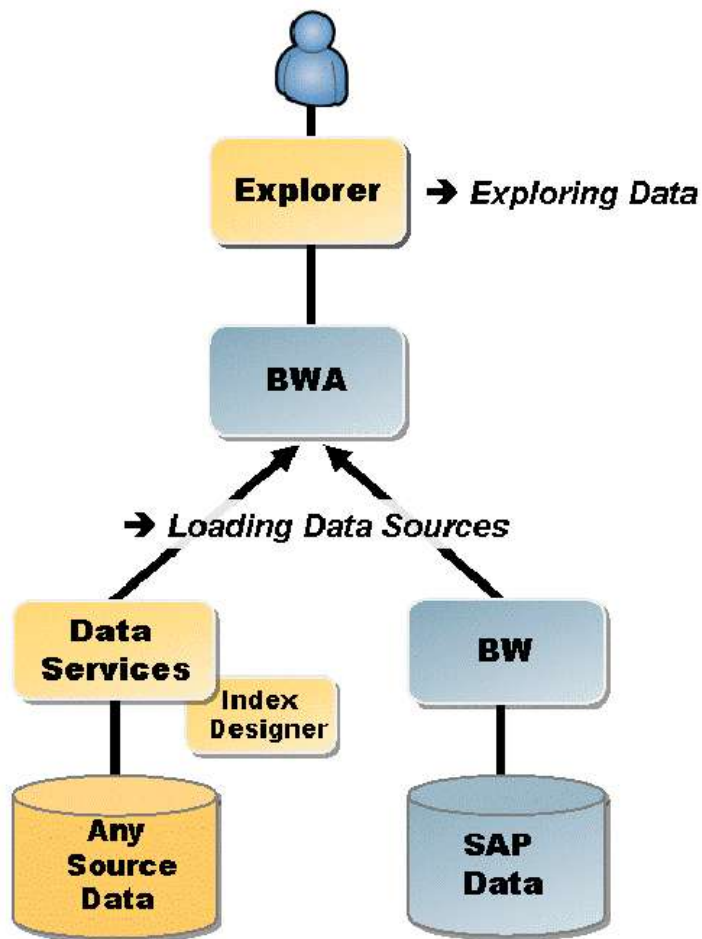 Explorer
➔ Exploring Data
BWA
➔ Loading Data Sources
Data
Services
BW
Index
Designer
Any
Source
Data
SAP
Data